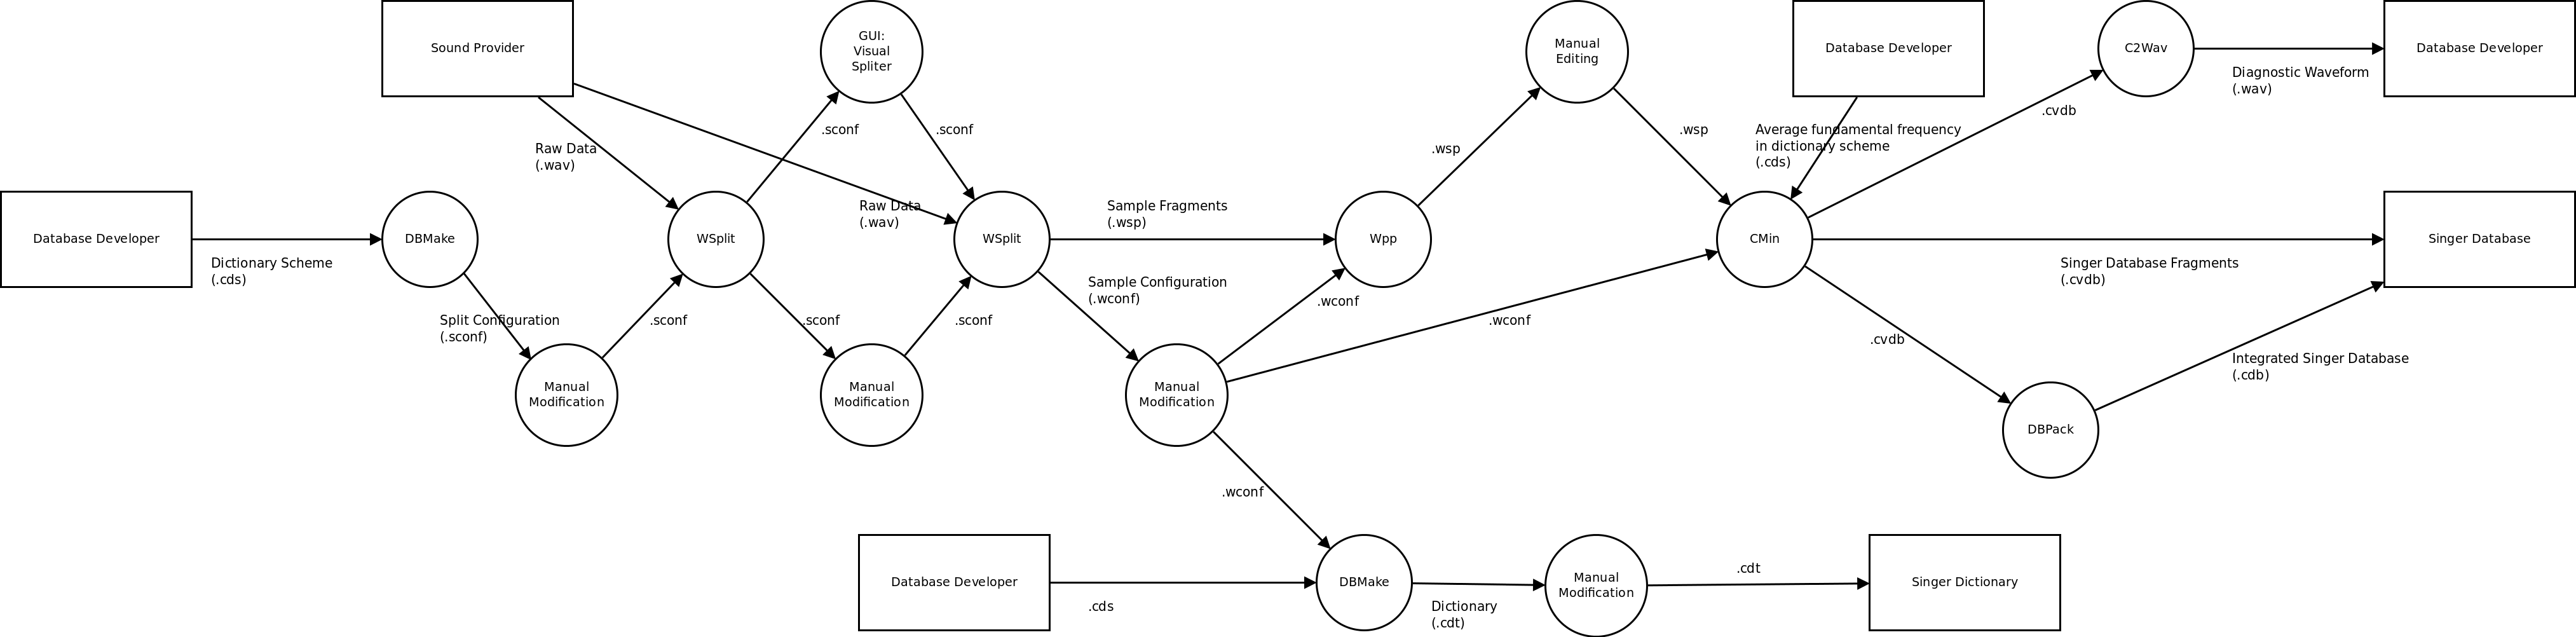 Sound Provider
GUI:
Visual
Spliter
Manual
Editing
Database Developer
C2Wav
Database Developer
Diagnostic Waveform
(.wav)
.cvdb
.sconf
.sconf
Raw Data
(.wav)
.wsp
.wsp
Average fundamental frequency
in dictionary scheme
(.cds)
Raw Data
(.wav)
Sample Fragments
(.wsp)
Database Developer
DBMake
WSplit
WSplit
Wpp
CMin
Singer Database
Dictionary Scheme
(.cds)
Sample Configuration
(.wconf)
Singer Database Fragments
(.cvdb)
Split Configuration
(.sconf)
.sconf
.sconf
.sconf
.wconf
.wconf
.cvdb
Integrated Singer Database
(.cdb)
Manual
Modification
Manual
Modification
Manual
Modification
DBPack
.wconf
Database Developer
.cds
DBMake
Dictionary
(.cdt)
Manual
Modification
.cdt
Singer Dictionary